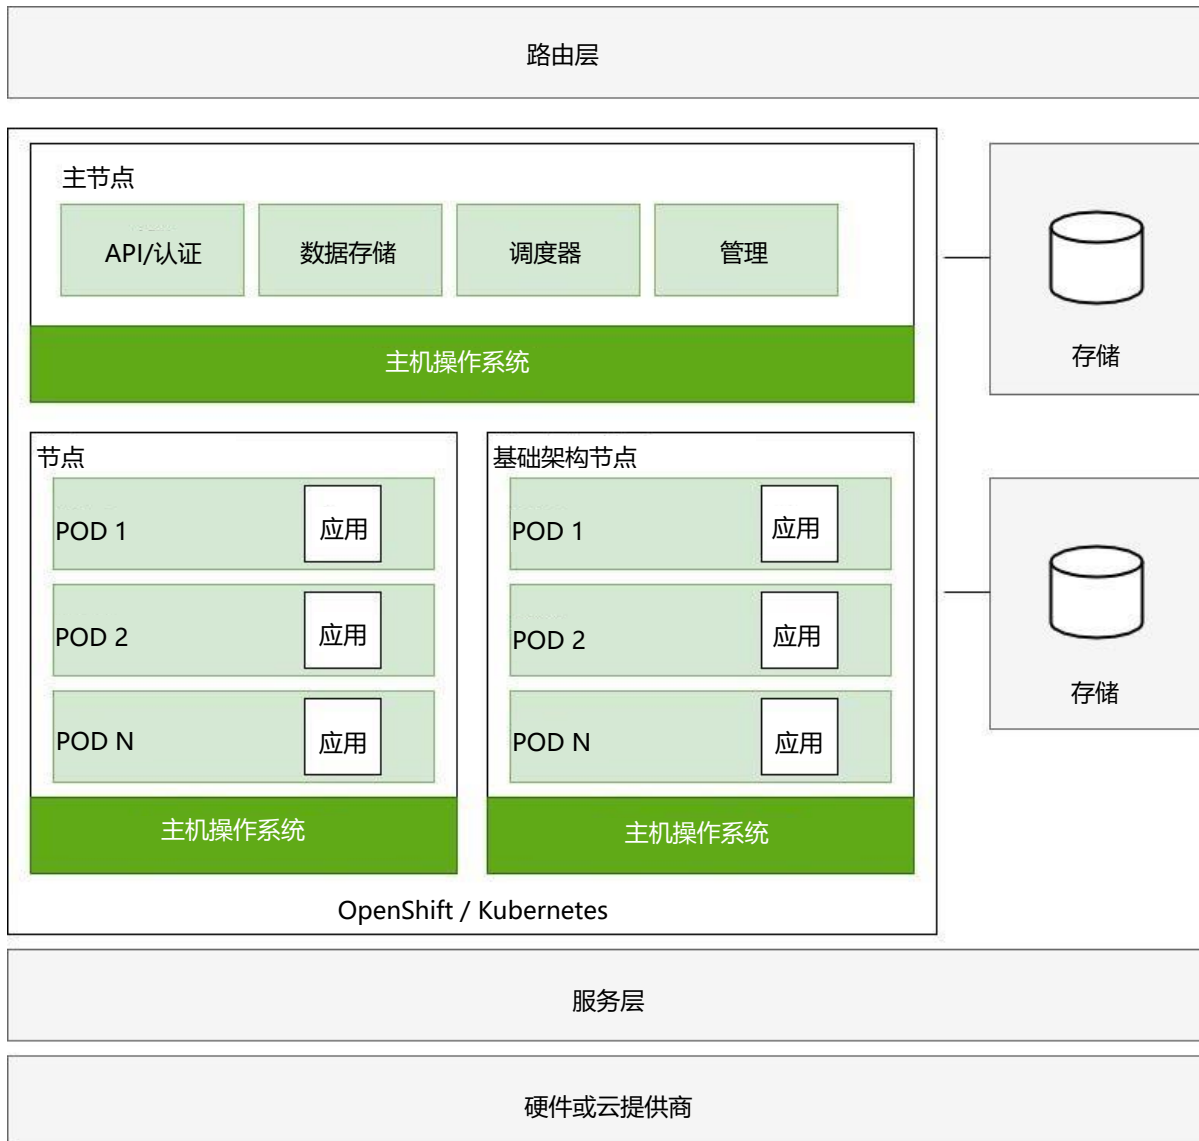 路由层
主节点
API/认证
数据存储
调度器
管理
主机操作系统
存储
节点
POD 1
应用
POD 2
应用
POD N
应用
主机操作系统
基础架构节点
POD 1
应用
POD 2
应用
POD N
应用
主机操作系统
存储
OpenShift / Kubernetes
服务层
硬件或云提供商